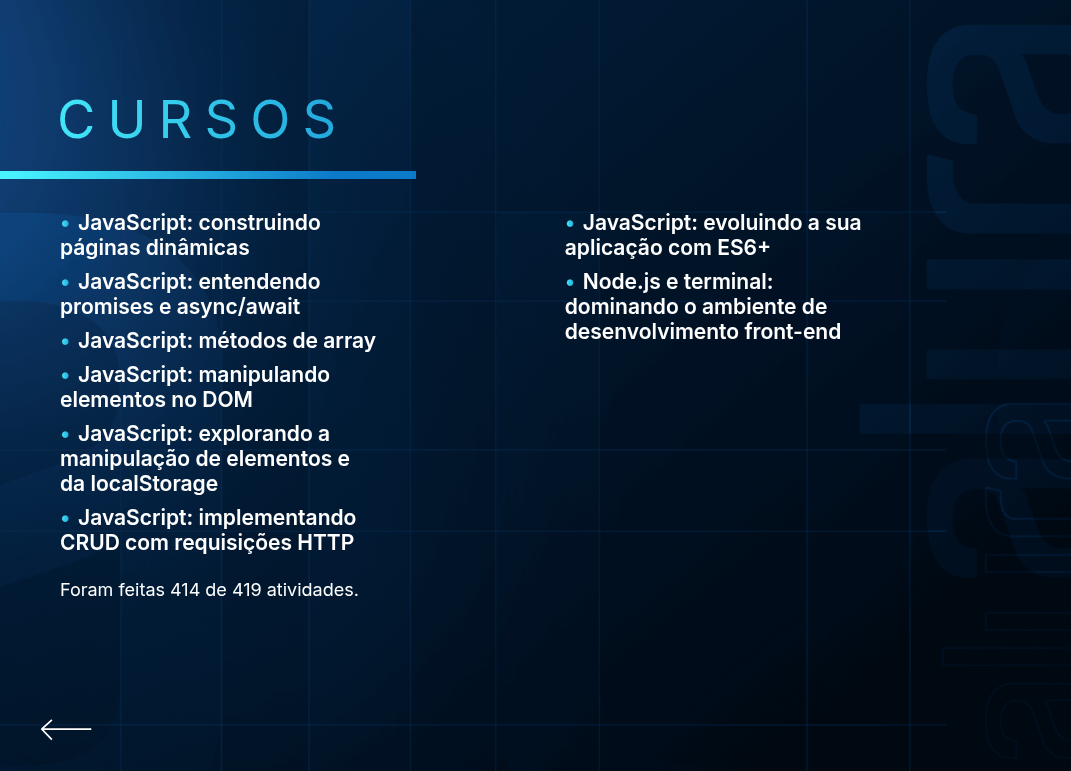 CURSOS
• JavaScript: construindo
páginas dinâmicas
• JavaScript: entendendo
promises e async/await
• JavaScript: métodos de array
• JavaScript: manipulando
elementos no DOM
• JavaScript: explorando a
manipulação de elementos e
da localStorage
• JavaScript: implementando
CRUD com requisições HTTP
Foram feitas 414 de 419 atividades.
• JavaScript: evoluindo a sua
aplicação com ES6+
• Node.js e terminal:
dominando o ambiente de
desenvolvimento front-end
alura
alura